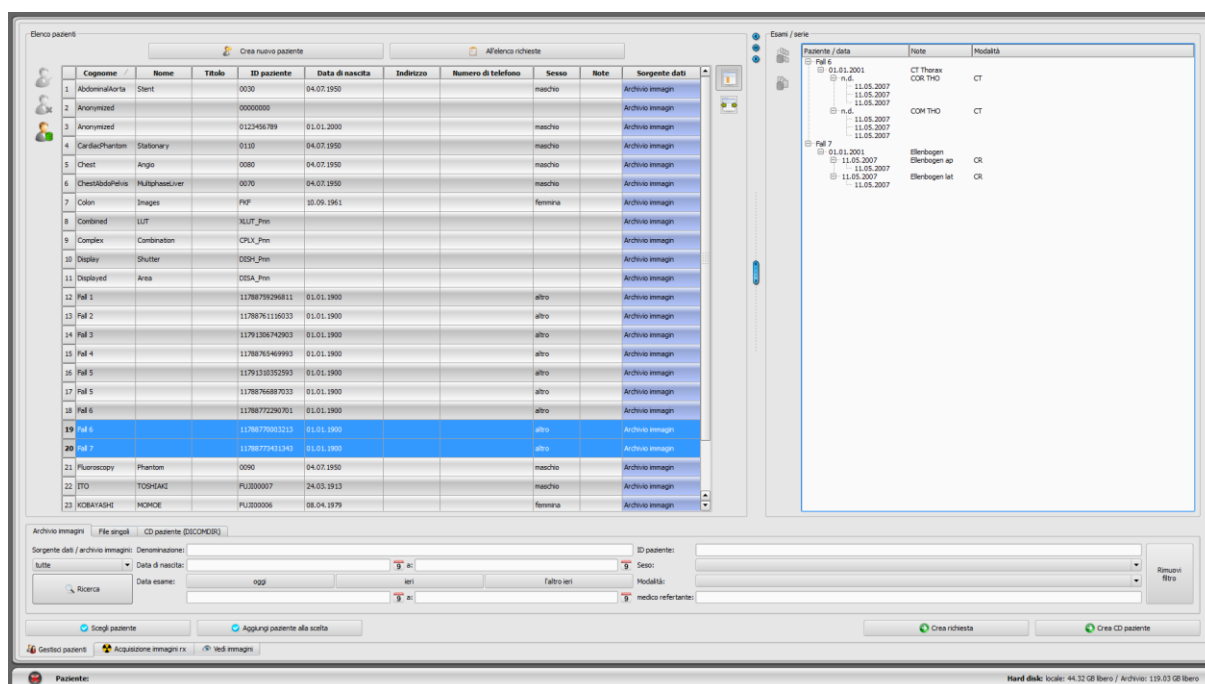 Elenco pazienti
Crea nuovo paziente All'elenco richieste
Cognome Nome Titolo ID paziente Data di nascita Indirizzo Numero di telefono Sesso Note Sorgente dati
1 AbdominalAorta Stent 0030 04.07.1950 maschio Archivio immagin
2 Anonymized 00000000 Archivio immagin
3 Anonymized 0123456789 01.01.2000 maschio Archivio immagin
4 CardiacPhantom Stationary 0110 04.07.1950 maschio Archivio immagin
5 Chest Angio 0080 04.07.1950 maschio Archivio immagin
6 ChestAbdoPelvis MultiphaseLiver 0070 04.07.1950 maschio Archivio immagin
7 Colon Images FKP 10.09.1961 femmina Archivio immagin
8 Combined LUT XLUT_Pnn Archivio immagin
9 Complex Combination CPLX_Pnn Archivio immagin
10 Display Shutter DISH_Pnn Archivio immagin
11 Displayed Area DISA_Pnn Archivio immagin
12 Fall 1 11788759296811 01.01.1900 altro Archivio immagin
13 Fall 2 11788761116033 01.01.1900 altro Archivio immagin
14 Fall 3 11791306742903 01.01.1900 altro Archivio immagin
15 Fall 4 11788765469993 01.01.1900 altro Archivio immagin
16 Fall 5 11791310352593 01.01.1900 altro Archivio immagin
17 Fall 5 11788766887033 01.01.1900 altro Archivio immagin
18 Fall 6 11788772290701 01.01.1900 altro Archivio immagin
19 Fall 6 11788770003213 01.01.1900 altro Archivio immagin
20 Fall 7 11788773431343 01.01.1900 altro Archivio immagin
21 Fluoroscopy Phantom 0090 04.07.1950 maschio Archivio immagin
22 ITO TOSHIAKI FUJI00007 24.03.1913 maschio Archivio immagin
23 KOBAYASHI MOMOE FUJI00006 08.04.1979 femmina Archivio immagin
Esami / serie
Paziente / data Note Modalità
Fall 6
01.01.2001 CT Thorax
n.d. COR THO CT
11.05.2007
11.05.2007
11.05.2007
n.d. COM THO CT
11.05.2007
11.05.2007
11.05.2007
Fall 7
01.01.2001 Ellenbogen
11.05.2007 Ellenbogen ap CR
11.05.2007
11.05.2007 Ellenbogen lat CR
11.05.2007
Archivio immagini File singoli CD paziente (DICOMDIR)
Sorgente dati / archivio immagini: Denominazione: ID paziente:
tutte Data di nascita: 9 a: 9 Seso:
Ricerca Data esame: oggi ieri l'altro ieri Modalità:
9 a: 9 medico refertante:
Rimuovi
filtro
Scegli paziente Aggiungi paziente alla scelta Crea richiesta Crea CD paziente
Gestisci pazienti Acquisizione immagini rx Vedi immagini
Paziente: Hard disk: locale: 44.32 GB libero / Archivio: 119.03 GB libero